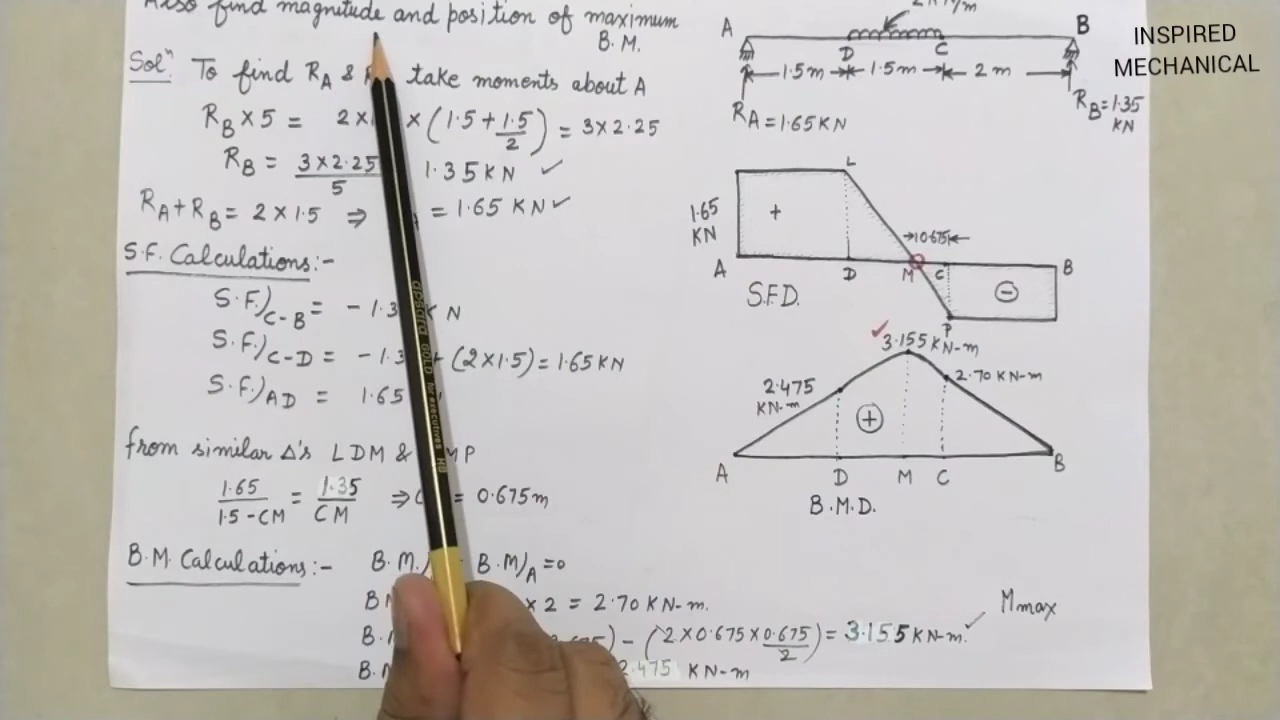 find magnitude and position of maximum
B.M.
Solⁿ To find R_A & take moments about A
R_B × 5 = 2× × (1.5 + 1.5/2) = 3 × 2.25
R_B = 3 × 2.25 / 5 1.35 KN ✓
R_A + R_B = 2 × 1.5 ⇒ = 1.65 KN ✓
S.F. Calculations:-
S.F.)_C-B = - 1.3 KN
S.F.)_C-D = - 1.3 + (2 × 1.5) = 1.65 KN
S.F.)_AD = 1.65
from similar Δ's LDM & MP
1.65 / 1.5 - CM = 1.35 / CM ⇒ = 0.675 m
B.M. Calculations:- B.M. B.M)_A = 0
× 2 = 2.70 KN-m.
- (2 × 0.675 × 0.675/2) = 3.155 KN-m. ✓
Mmax
2.475 KN-m
A D C B
1.5 m 1.5 m 2 m
R_A = 1.65 KN
R_B = 1.35
KN
L
1.65
KN
+
0.675
A D M C B
S.F.D.
⊖
P
✓ 3.155 KN-m
2.475
KN-m
2.70 KN-m
⊕
A D M C B
B.M.D.
INSPIRED
MECHANICAL
apsara GOLD for executives HB